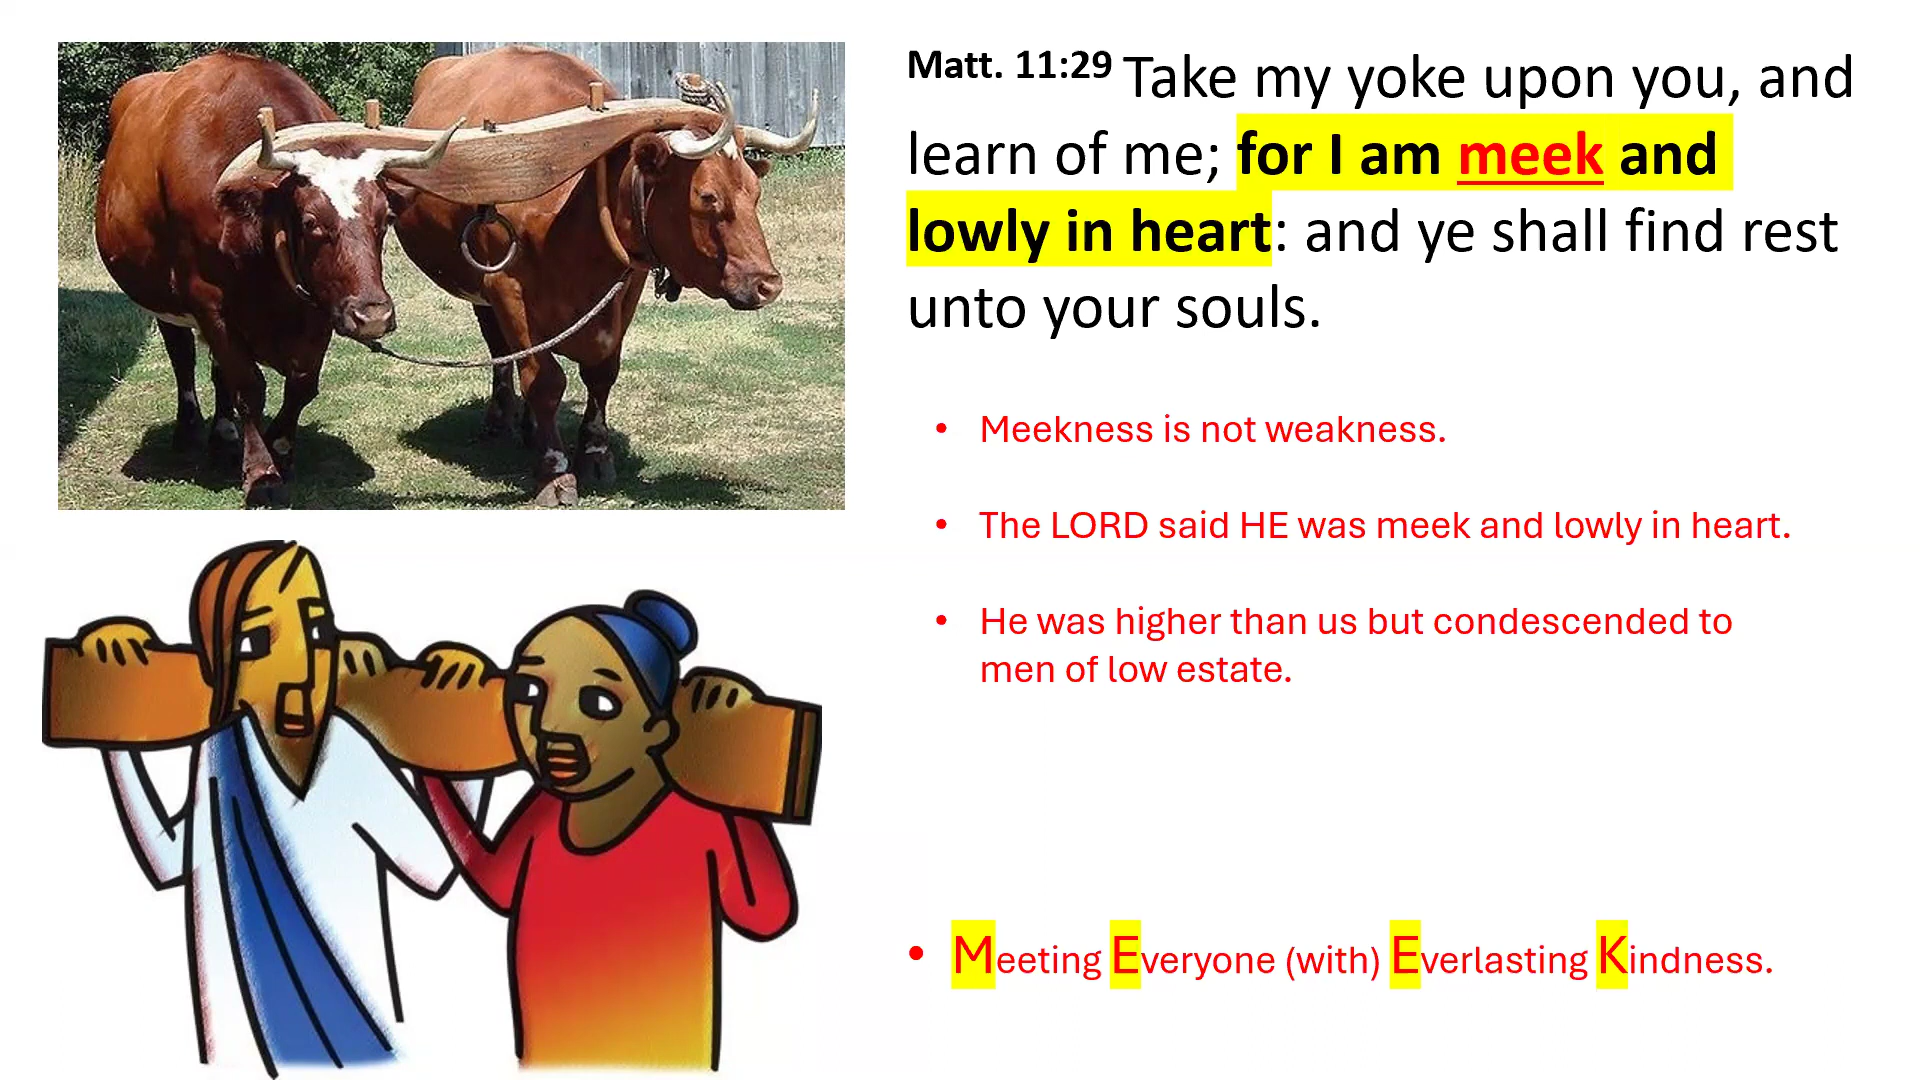 Matt. 11:29 Take my yoke upon you, and
learn of me; for I am meek and
lowly in heart: and ye shall find rest
unto your souls.
• Meekness is not weakness.
• The LORD said HE was meek and lowly in heart.
• He was higher than us but condescended to
men of low estate.
• Meeting Everyone (with) Everlasting Kindness.